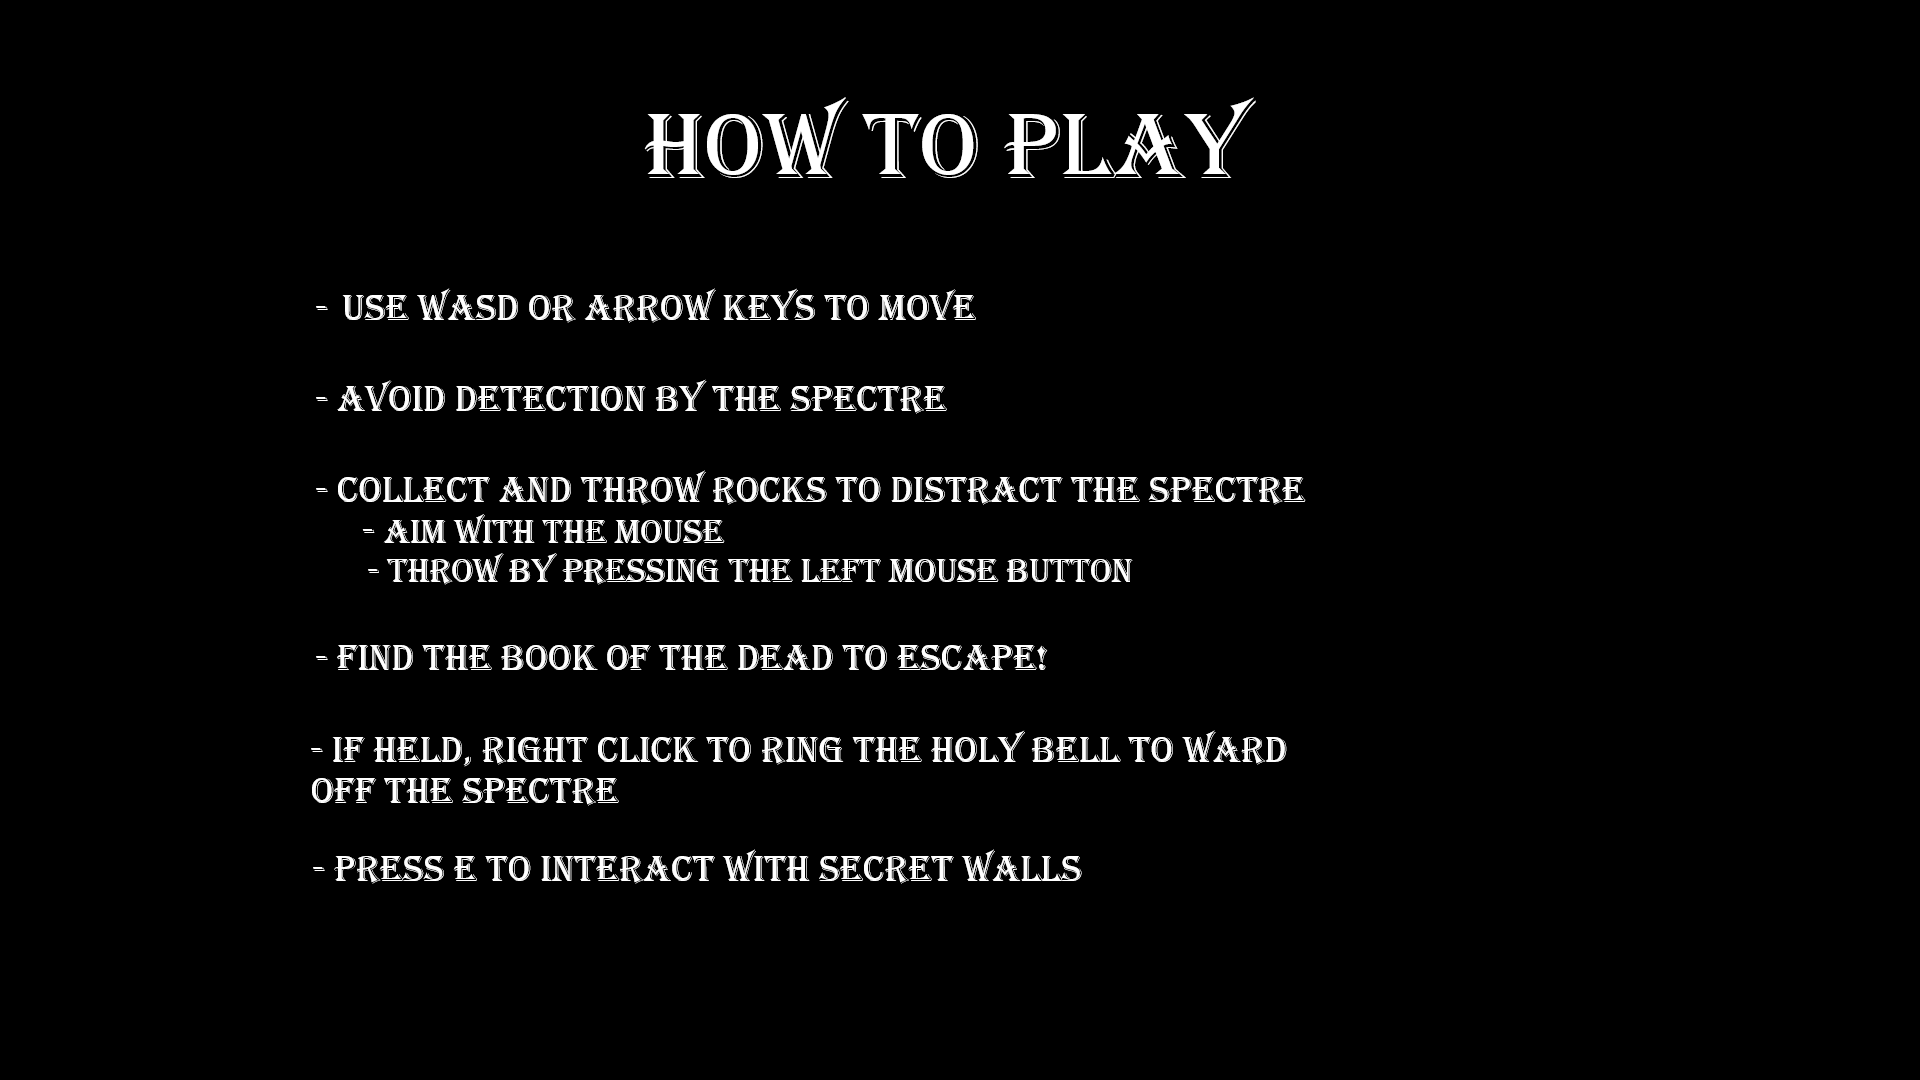 HOW TO PLAY
- USE WASD OR ARROW KEYS TO MOVE
- AVOID DETECTION BY THE SPECTRE
- COLLECT AND THROW ROCKS TO DISTRACT THE SPECTRE
- AIM WITH THE MOUSE
- THROW BY PRESSING THE LEFT MOUSE BUTTON
- FIND THE BOOK OF THE DEAD TO ESCAPE!
- IF HELD, RIGHT CLICK TO RING THE HOLY BELL TO WARD
OFF THE SPECTRE
- PRESS E TO INTERACT WITH SECRET WALLS